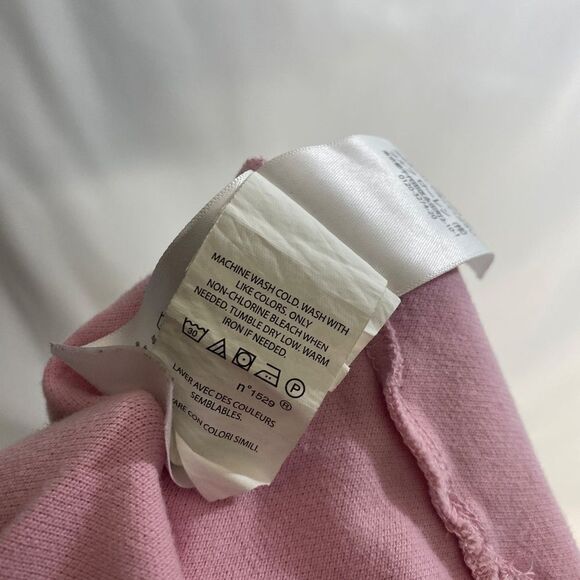 MACHINE WASH COLD. WASH WITH
LIKE COLORS. ONLY
NON-CHLORINE BLEACH WHEN
NEEDED. TUMBLE DRY LOW. WARM
IRON IF NEEDED.
30 P
n°1529 ®
LAVER AVEC DES COULEURS
SEMBLABLES.
CON COLORI SIMILI.